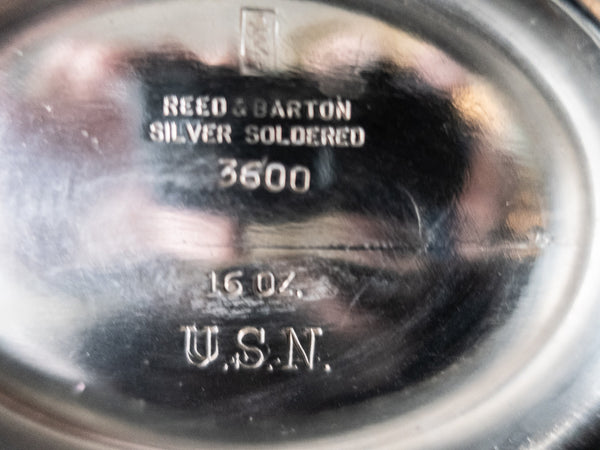 REED & BARTON
SILVER SOLDERED
3600
16 OZ.
U.S.N.